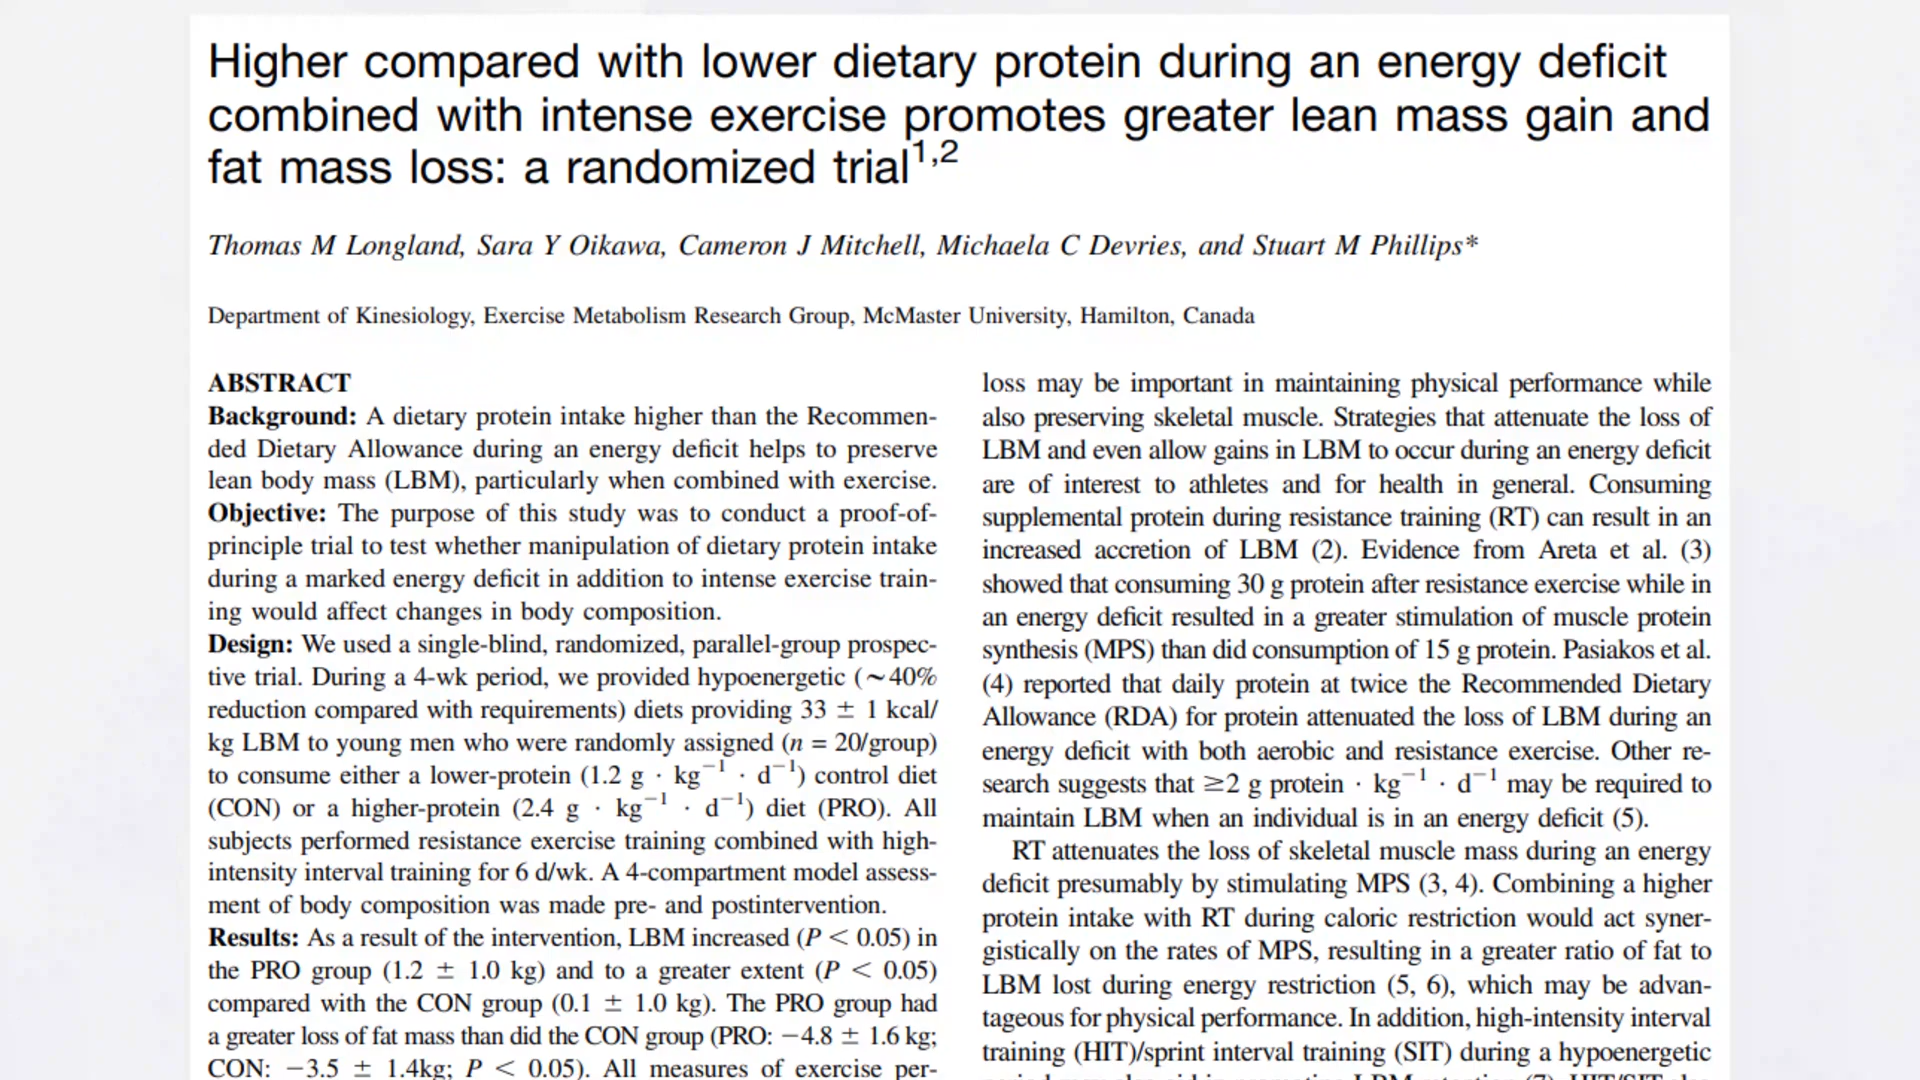 Higher compared with lower dietary protein during an energy deficit
combined with intense exercise promotes greater lean mass gain and
fat mass loss: a randomized trial1,2
Thomas M Longland, Sara Y Oikawa, Cameron J Mitchell, Michaela C Devries, and Stuart M Phillips*
Department of Kinesiology, Exercise Metabolism Research Group, McMaster University, Hamilton, Canada
ABSTRACT
Background: A dietary protein intake higher than the Recommen-
ded Dietary Allowance during an energy deficit helps to preserve
lean body mass (LBM), particularly when combined with exercise.
Objective: The purpose of this study was to conduct a proof-of-
principle trial to test whether manipulation of dietary protein intake
during a marked energy deficit in addition to intense exercise train-
ing would affect changes in body composition.
Design: We used a single-blind, randomized, parallel-group prospec-
tive trial. During a 4-wk period, we provided hypoenergetic (~40%
reduction compared with requirements) diets providing 33 ± 1 kcal/
kg LBM to young men who were randomly assigned (n = 20/group)
to consume either a lower-protein (1.2 g · kg−1 · d−1) control diet
(CON) or a higher-protein (2.4 g · kg−1 · d−1) diet (PRO). All
subjects performed resistance exercise training combined with high-
intensity interval training for 6 d/wk. A 4-compartment model assess-
ment of body composition was made pre- and postintervention.
Results: As a result of the intervention, LBM increased (P < 0.05) in
the PRO group (1.2 ± 1.0 kg) and to a greater extent (P < 0.05)
compared with the CON group (0.1 ± 1.0 kg). The PRO group had
a greater loss of fat mass than did the CON group (PRO: −4.8 ± 1.6 kg;
CON: −3.5 ± 1.4kg; P < 0.05). All measures of exercise per-
loss may be important in maintaining physical performance while
also preserving skeletal muscle. Strategies that attenuate the loss of
LBM and even allow gains in LBM to occur during an energy deficit
are of interest to athletes and for health in general. Consuming
supplemental protein during resistance training (RT) can result in an
increased accretion of LBM (2). Evidence from Areta et al. (3)
showed that consuming 30 g protein after resistance exercise while in
an energy deficit resulted in a greater stimulation of muscle protein
synthesis (MPS) than did consumption of 15 g protein. Pasiakos et al.
(4) reported that daily protein at twice the Recommended Dietary
Allowance (RDA) for protein attenuated the loss of LBM during an
energy deficit with both aerobic and resistance exercise. Other re-
search suggests that ≥2 g protein · kg−1 · d−1 may be required to
maintain LBM when an individual is in an energy deficit (5).
RT attenuates the loss of skeletal muscle mass during an energy
deficit presumably by stimulating MPS (3, 4). Combining a higher
protein intake with RT during caloric restriction would act syner-
gistically on the rates of MPS, resulting in a greater ratio of fat to
LBM lost during energy restriction (5, 6), which may be advan-
tageous for physical performance. In addition, high-intensity interval
training (HIT)/sprint interval training (SIT) during a hypoenergetic